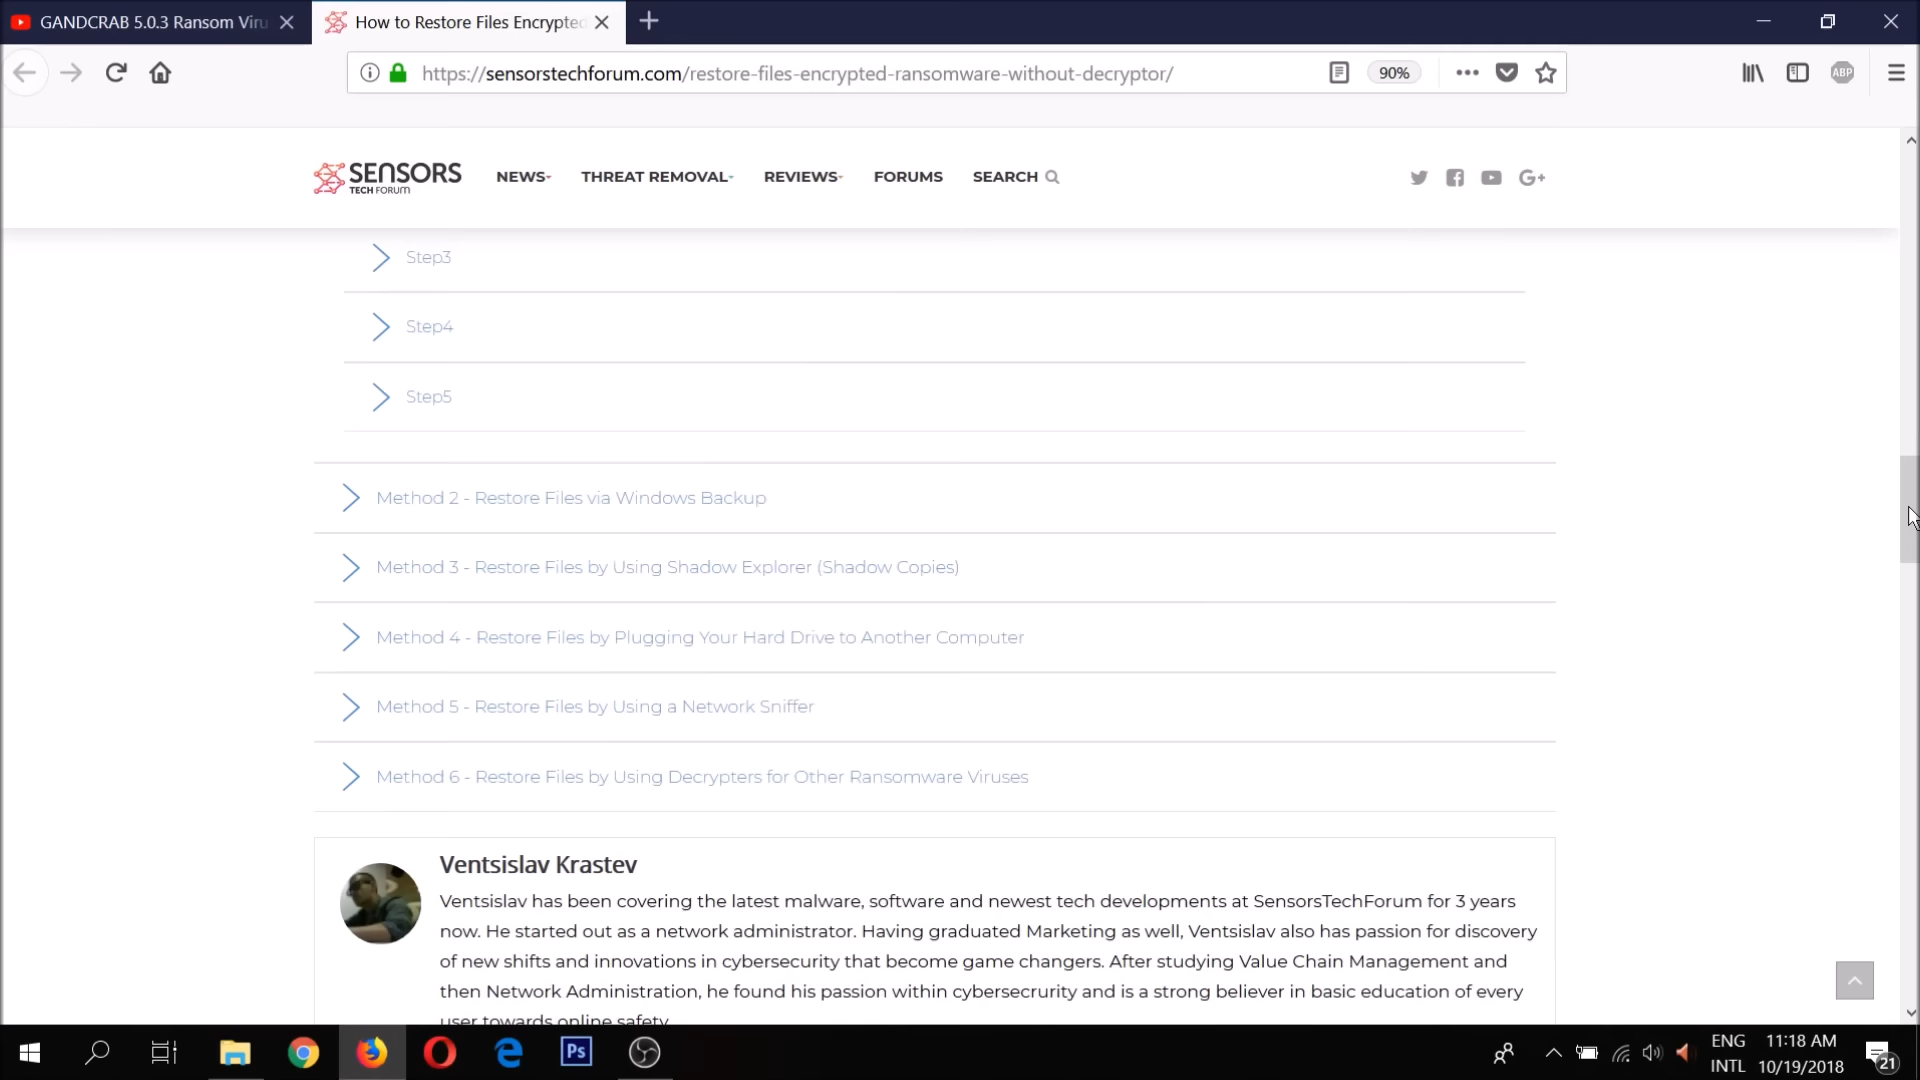 GANDCRAB 5.0.3 Ransom Viru
How to Restore Files Encrypted
https://sensorstechforum.com/restore-files-encrypted-ransomware-without-decryptor/
90%
ABP
SENSORS
TECH FORUM
NEWS
THREAT REMOVAL
REVIEWS
FORUMS
SEARCH
G+
Step3
Step4
Step5
Method 2 - Restore Files via Windows Backup
Method 3 - Restore Files by Using Shadow Explorer (Shadow Copies)
Method 4 - Restore Files by Plugging Your Hard Drive to Another Computer
Method 5 - Restore Files by Using a Network Sniffer
Method 6 - Restore Files by Using Decrypters for Other Ransomware Viruses
Ventsislav Krastev
Ventsislav has been covering the latest malware, software and newest tech developments at SensorsTechForum for 3 years
now. He started out as a network administrator. Having graduated Marketing as well, Ventsislav also has passion for discovery
of new shifts and innovations in cybersecurity that become game changers. After studying Value Chain Management and
then Network Administration, he found his passion within cybersecrurity and is a strong believer in basic education of every
user towards online safety.
Ps
ENG
INTL
11:18 AM
10/19/2018
21